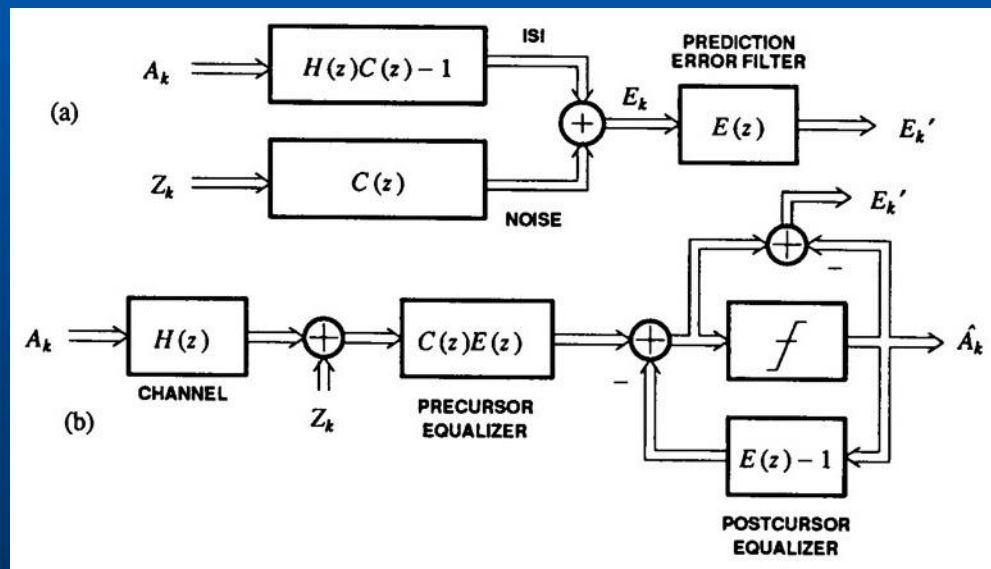 ISI
PREDICTION
ERROR FILTER
A_k
H(z)C(z) – 1
(a)
+
E_k
E(z)
E_k'
Z_k
C(z)
NOISE
E_k'
+
–
A_k
H(z)
+
C(z)E(z)
+
–
Â_k
CHANNEL
Z_k
PRECURSOR
EQUALIZER
(b)
E(z) – 1
POSTCURSOR
EQUALIZER